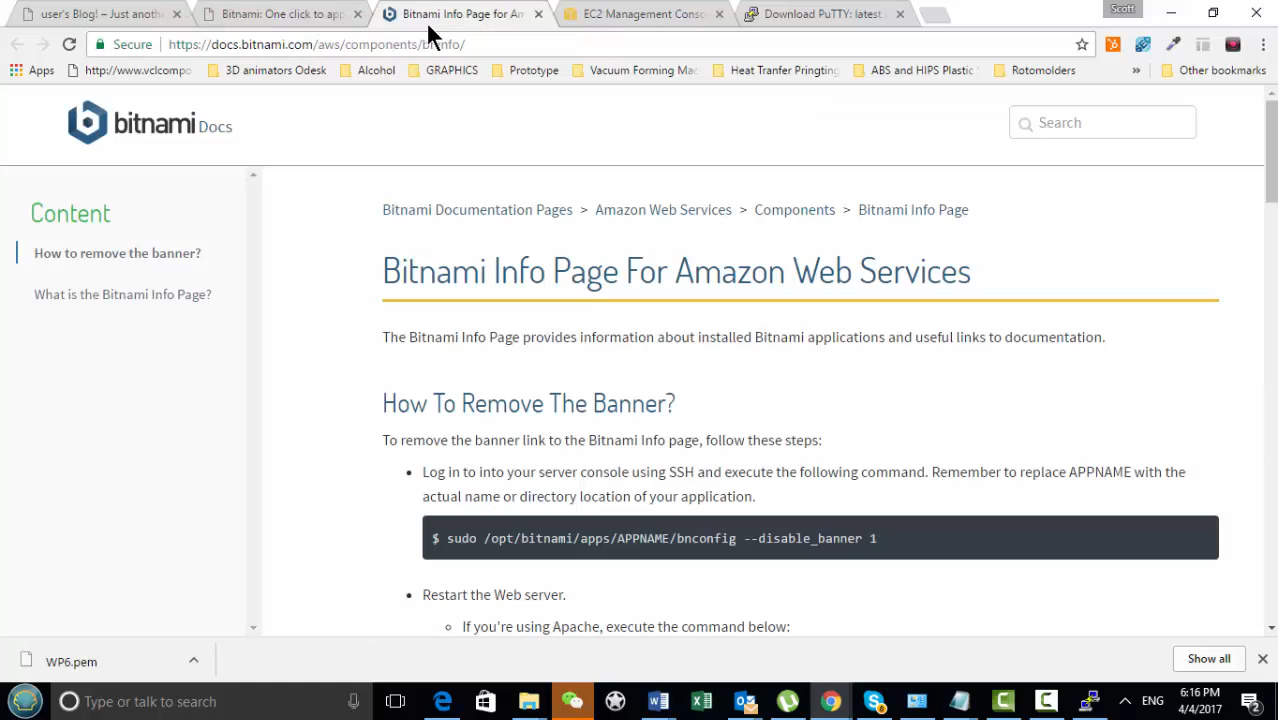 user's Blog! – Just anoth
Bitnami: One click to app
Bitnami Info Page for Am
EC2 Management Conso
Download PuTTY: latest
Scott
Secure
https://docs.bitnami.com/aws/components/bninfo/
Apps
http://www.vclcompo
3D animators Odesk
Alcohol
GRAPHICS
Prototype
Vacuum Forming Mac
Heat Tranfer Pringting
ABS and HIPS Plastic
Rotomolders
»
Other bookmarks
bitnami Docs
Search
Content
How to remove the banner?
What is the Bitnami Info Page?
Bitnami Documentation Pages > Amazon Web Services > Components > Bitnami Info Page
Bitnami Info Page For Amazon Web Services
The Bitnami Info Page provides information about installed Bitnami applications and useful links to documentation.
How To Remove The Banner?
To remove the banner link to the Bitnami Info page, follow these steps:
• Log in to into your server console using SSH and execute the following command. Remember to replace APPNAME with the
actual name or directory location of your application.
$ sudo /opt/bitnami/apps/APPNAME/bnconfig --disable_banner 1
• Restart the Web server.
○ If you're using Apache, execute the command below:
WP6.pem
Show all
Type or talk to search
ENG
6:16 PM
4/4/2017
2